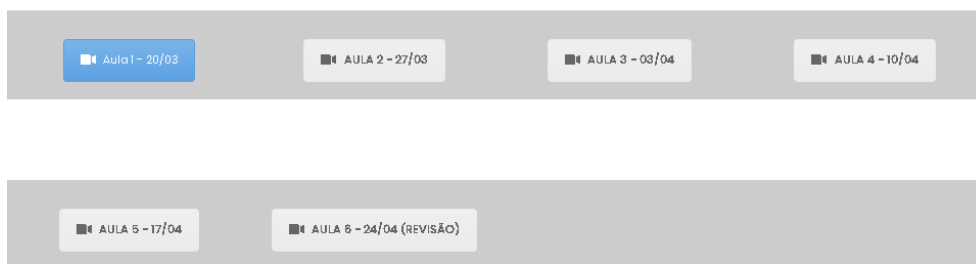 Aula 1 - 20/03
AULA 2 - 27/03
AULA 3 - 03/04
AULA 4 - 10/04
AULA 5 - 17/04
AULA 6 - 24/04 (REVISÃO)